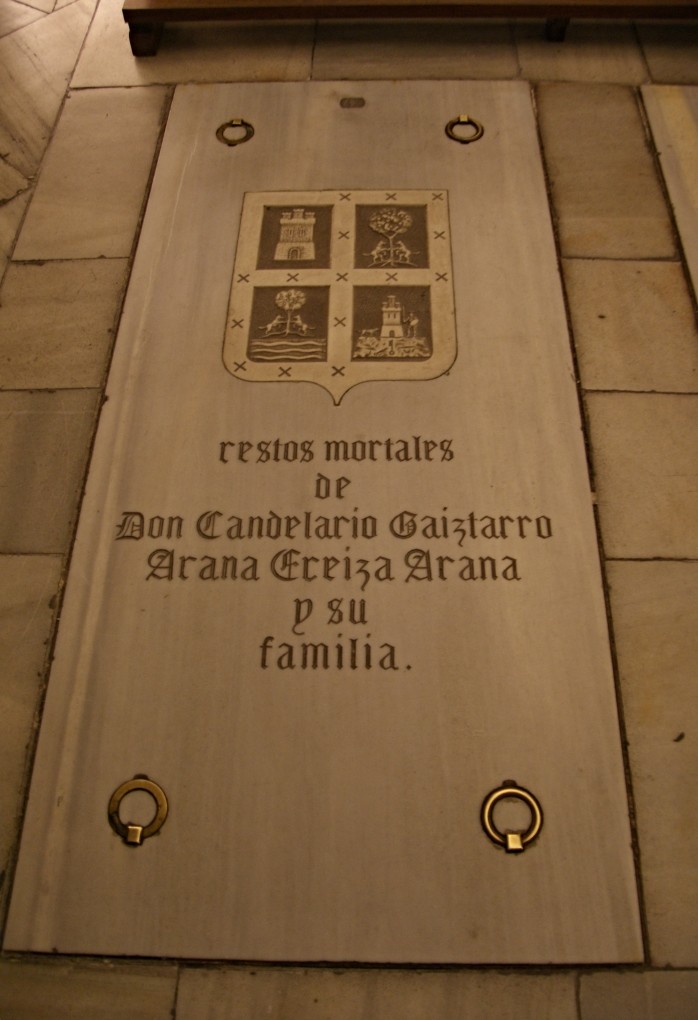 restos mortales
de
Don Candelario Gaiztarro
Arana Ereiza Arana
y su
familia.